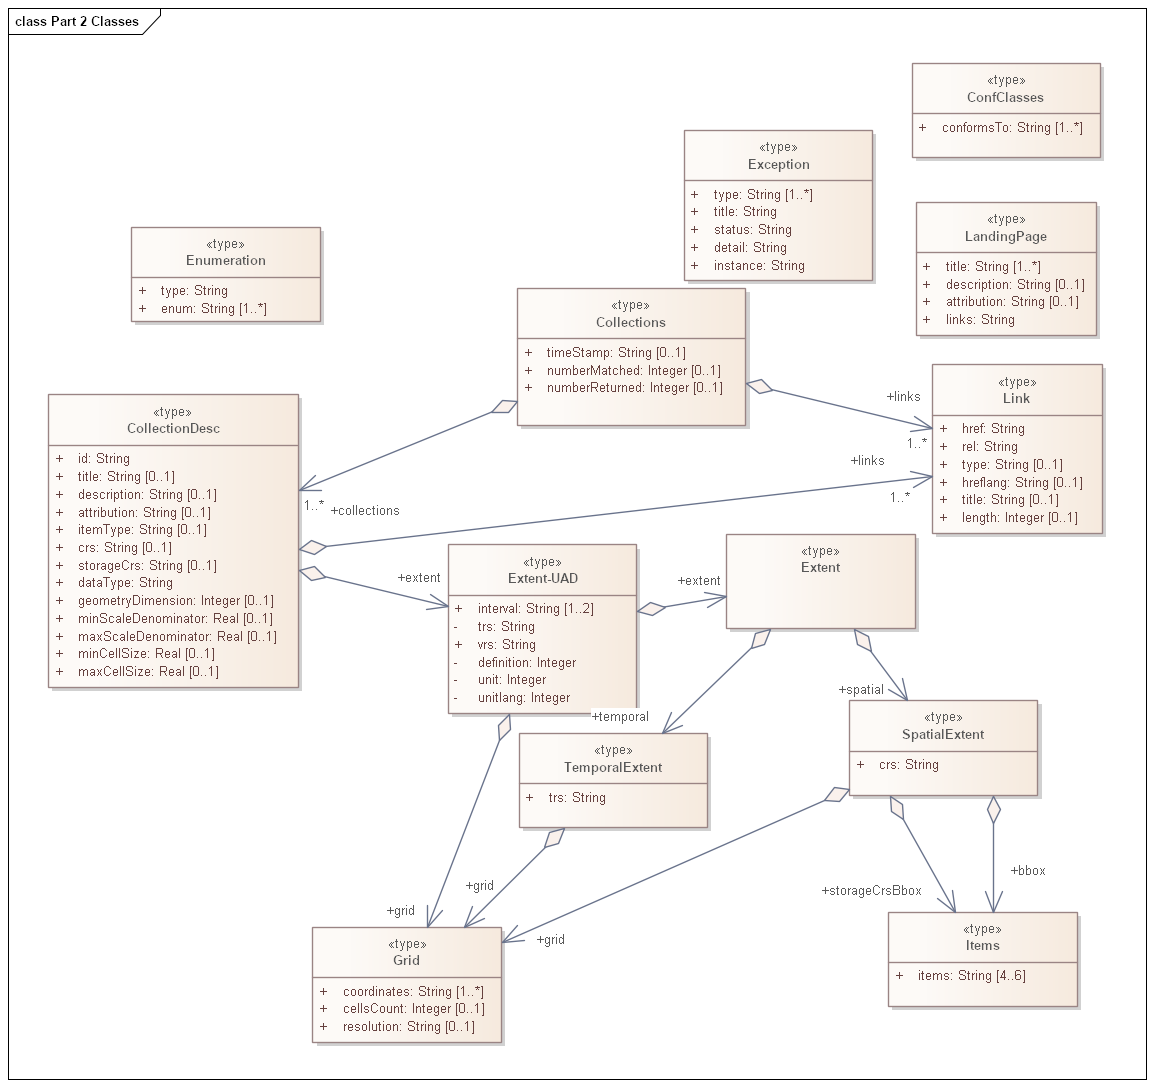 class Part 2 Classes
«type»
ConfClasses
+ conformsTo: String [1..*]
«type»
Exception
+ type: String [1..*]
+ title: String
+ status: String
+ detail: String
+ instance: String
«type»
LandingPage
+ title: String [1..*]
+ description: String [0..1]
+ attribution: String [0..1]
+ links: String
«type»
Enumeration
+ type: String
+ enum: String [1..*]
«type»
Collections
+ timeStamp: String [0..1]
+ numberMatched: Integer [0..1]
+ numberReturned: Integer [0..1]
«type»
Link
+ href: String
+ rel: String
+ type: String [0..1]
+ hreflang: String [0..1]
+ title: String [0..1]
+ length: Integer [0..1]
+links
1..*
+links
1..*
«type»
CollectionDesc
+ id: String
+ title: String [0..1]
+ description: String [0..1]
+ attribution: String [0..1]
+ itemType: String [0..1]
+ crs: String [0..1]
+ storageCrs: String [0..1]
+ dataType: String
+ geometryDimension: Integer [0..1]
+ minScaleDenominator: Real [0..1]
+ maxScaleDenominator: Real [0..1]
+ minCellSize: Real [0..1]
+ maxCellSize: Real [0..1]
1..*
+collections
+extent
«type»
Extent-UAD
+ interval: String [1..2]
- trs: String
+ vrs: String
- definition: Integer
- unit: Integer
- unitlang: Integer
+extent
«type»
Extent
+temporal
+spatial
«type»
TemporalExtent
+ trs: String
«type»
SpatialExtent
+ crs: String
+grid
+grid
+grid
+storageCrsBbox
+bbox
«type»
Grid
+ coordinates: String [1..*]
+ cellsCount: Integer [0..1]
+ resolution: String [0..1]
«type»
Items
+ items: String [4..6]